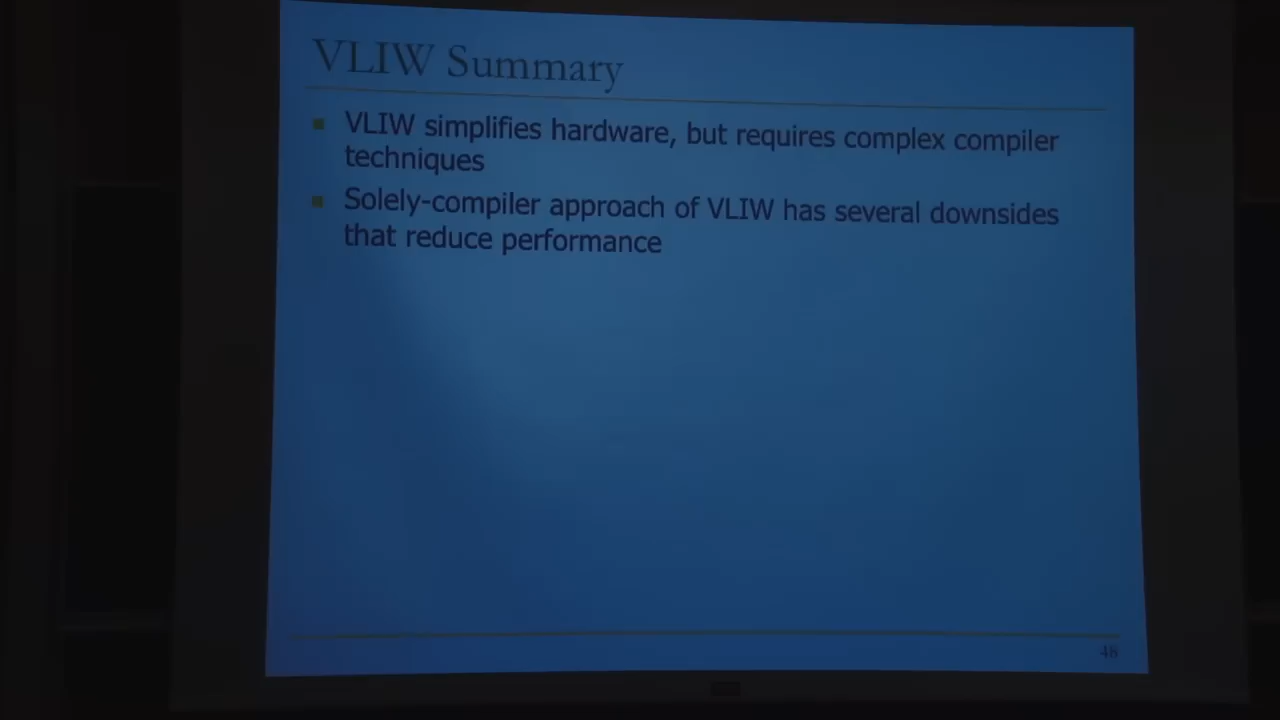 VLIW Summary
VLIW simplifies hardware, but requires complex compiler
techniques
Solely-compiler approach of VLIW has several downsides
that reduce performance
48